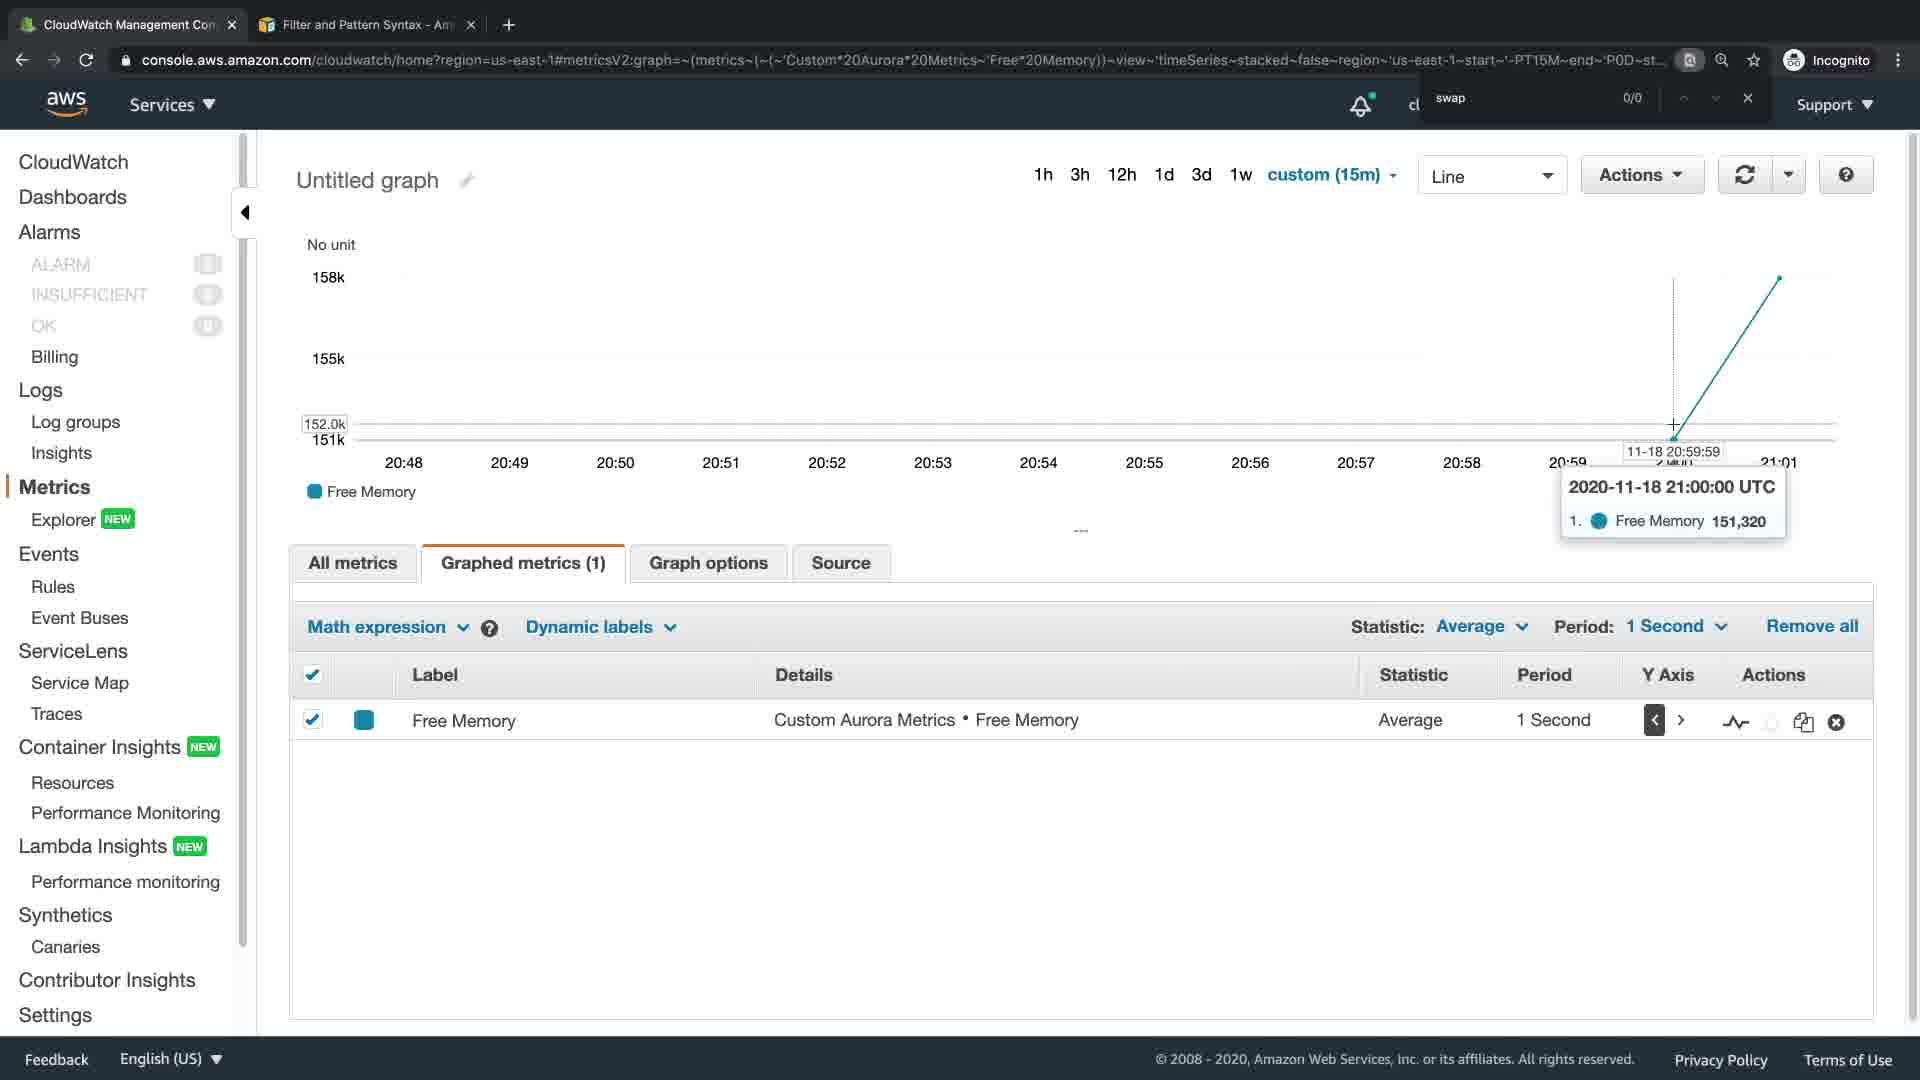 CloudWatch Management Con
Filter and Pattern Syntax - Am
console.aws.amazon.com/cloudwatch/home?region=us-east-1#metricsV2:graph=~(metrics~(~(~'Custom*20Aurora*20Metrics~'Free*20Memory))~view~'timeSeries~stacked~false~region~'us-east-1~start~'-PT15M~end~'P0D~st...
Incognito
aws
Services
cl
swap
0/0
Support
CloudWatch
Dashboards
Alarms
ALARM
INSUFFICIENT
OK
Billing
Logs
Log groups
Insights
Metrics
Explorer NEW
Events
Rules
Event Buses
ServiceLens
Service Map
Traces
Container Insights NEW
Resources
Performance Monitoring
Lambda Insights NEW
Performance monitoring
Synthetics
Canaries
Contributor Insights
Settings
Untitled graph
1h 3h 12h 1d 3d 1w custom (15m)
Line
Actions
No unit
158k
155k
152.0k
151k
20:48 20:49 20:50 20:51 20:52 20:53 20:54 20:55 20:56 20:57 20:58 20:59 21:01
11-18 20:59:59
Free Memory
2020-11-18 21:00:00 UTC
1. Free Memory 151,320
All metrics
Graphed metrics (1)
Graph options
Source
Math expression
Dynamic labels
Statistic: Average
Period: 1 Second
Remove all
Label Details Statistic Period Y Axis Actions
Free Memory Custom Aurora Metrics • Free Memory Average 1 Second
Feedback
English (US)
© 2008 - 2020, Amazon Web Services, Inc. or its affiliates. All rights reserved.
Privacy Policy
Terms of Use